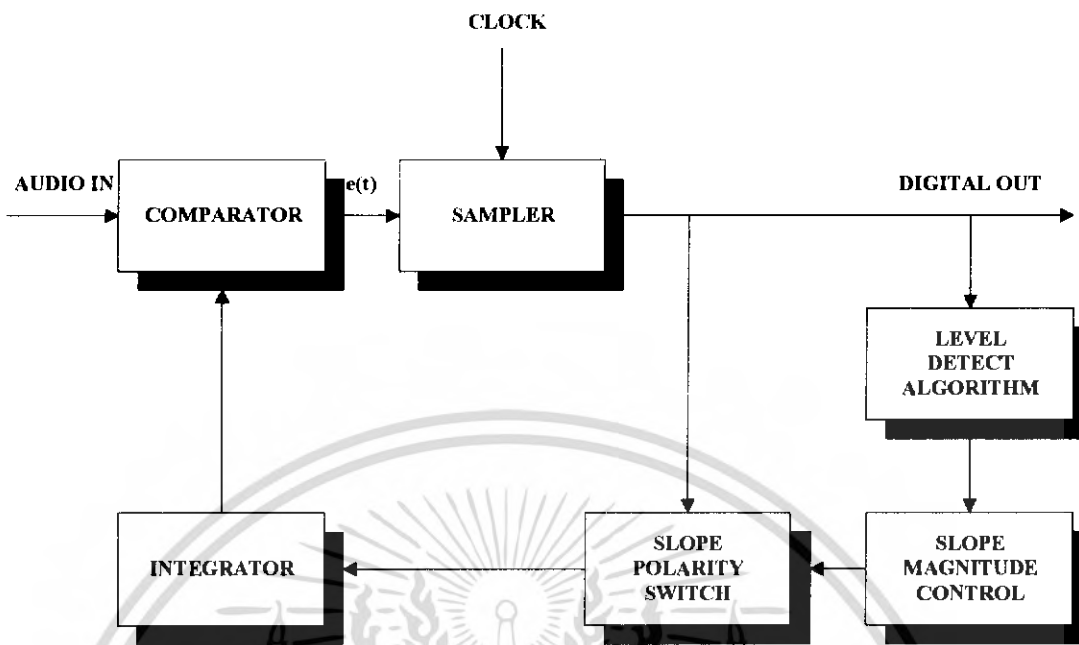 CLOCK
AUDIO IN
COMPARATOR
e(t)
SAMPLER
DIGITAL OUT
LEVEL
DETECT
ALGORITHM
INTEGRATOR
SLOPE
POLARITY
SWITCH
SLOPE
MAGNITUDE
CONTROL